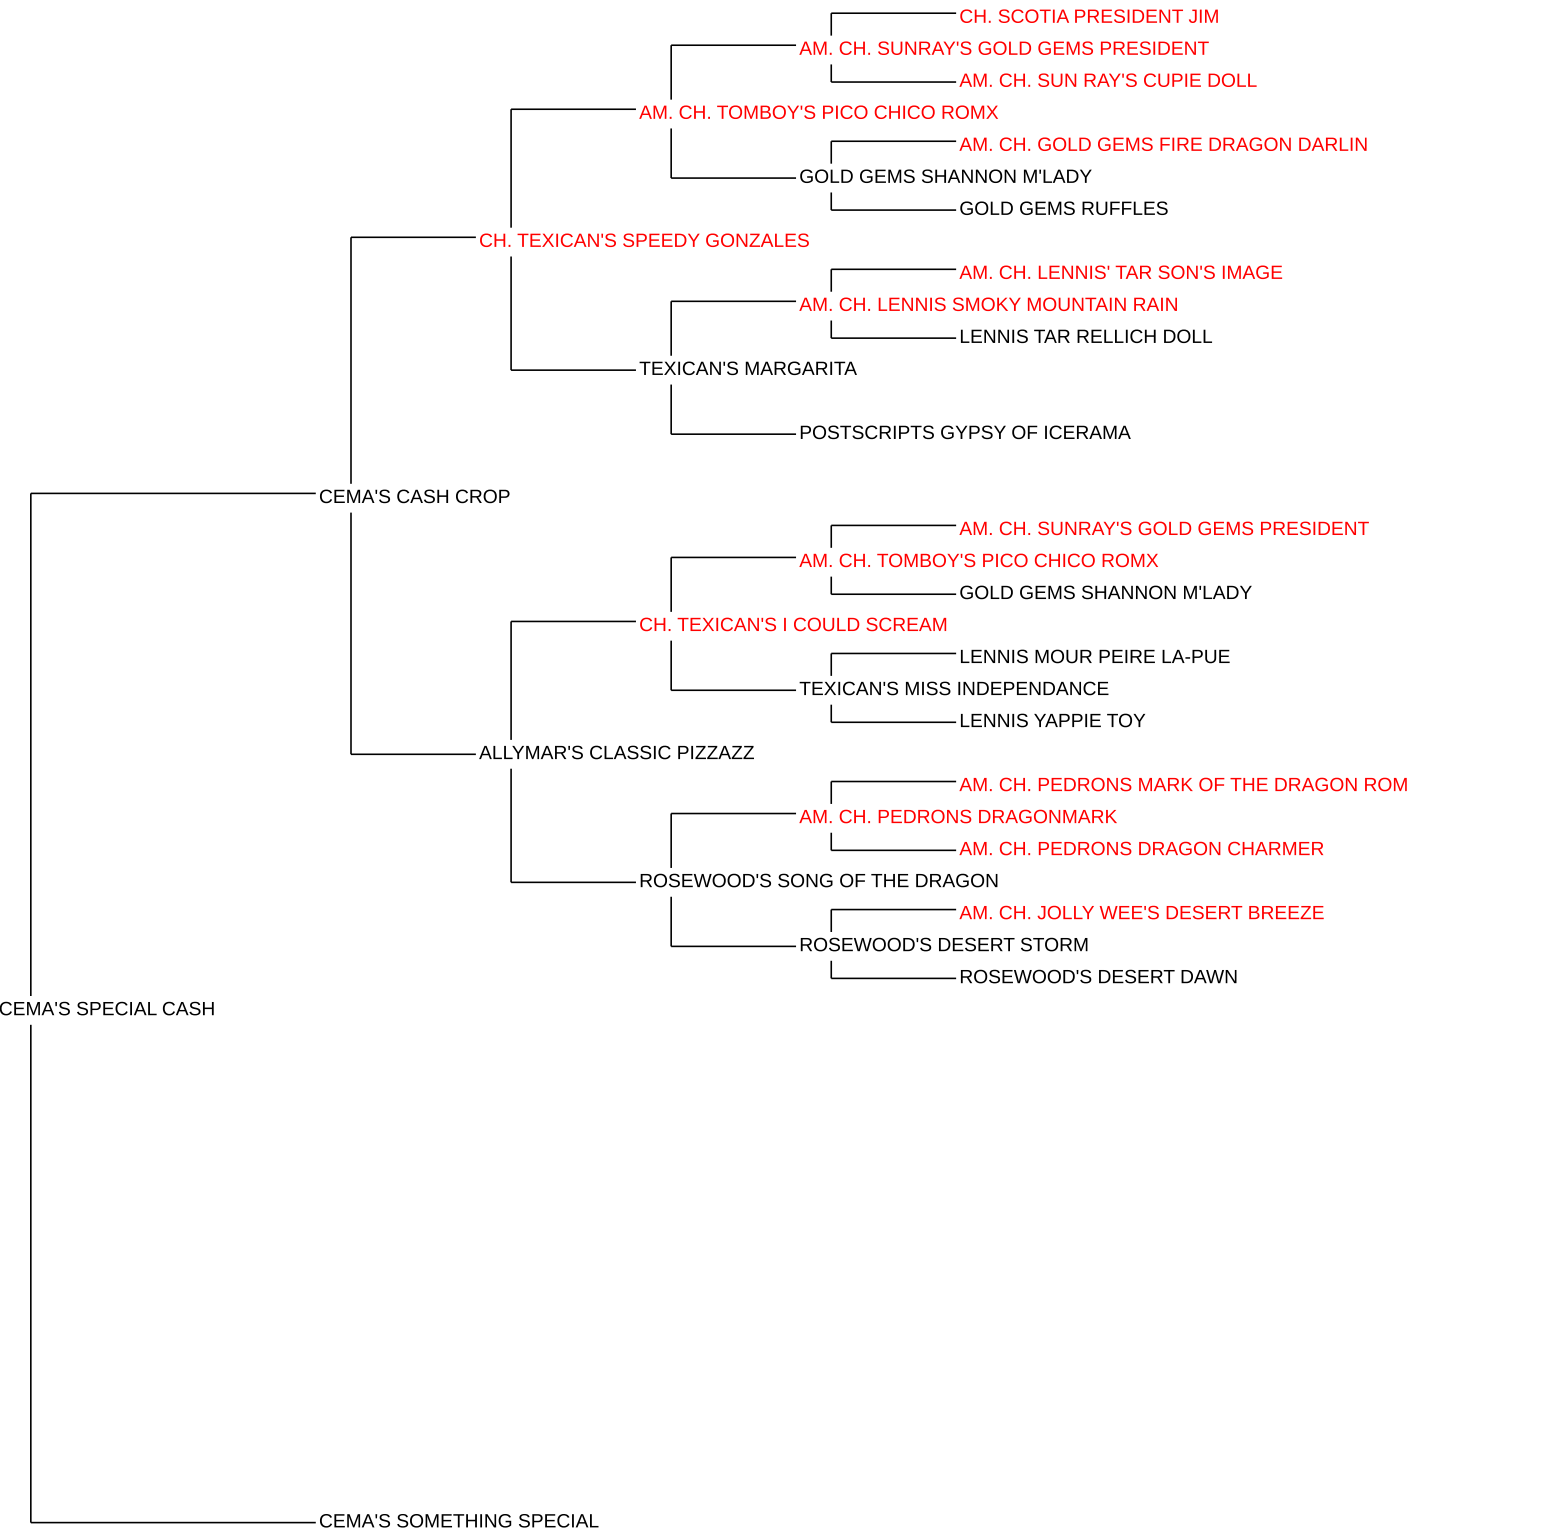 CH. SCOTIA PRESIDENT JIM
AM. CH. SUNRAY'S GOLD GEMS PRESIDENT
AM. CH. SUN RAY'S CUPIE DOLL
AM. CH. TOMBOY'S PICO CHICO ROMX
AM. CH. GOLD GEMS FIRE DRAGON DARLIN
GOLD GEMS SHANNON M'LADY
GOLD GEMS RUFFLES
CH. TEXICAN'S SPEEDY GONZALES
AM. CH. LENNIS' TAR SON'S IMAGE
AM. CH. LENNIS SMOKY MOUNTAIN RAIN
LENNIS TAR RELLICH DOLL
TEXICAN'S MARGARITA
POSTSCRIPTS GYPSY OF ICERAMA
CEMA'S CASH CROP
AM. CH. SUNRAY'S GOLD GEMS PRESIDENT
AM. CH. TOMBOY'S PICO CHICO ROMX
GOLD GEMS SHANNON M'LADY
CH. TEXICAN'S I COULD SCREAM
LENNIS MOUR PEIRE LA-PUE
TEXICAN'S MISS INDEPENDANCE
LENNIS YAPPIE TOY
ALLYMAR'S CLASSIC PIZZAZZ
AM. CH. PEDRONS MARK OF THE DRAGON ROM
AM. CH. PEDRONS DRAGONMARK
AM. CH. PEDRONS DRAGON CHARMER
ROSEWOOD'S SONG OF THE DRAGON
AM. CH. JOLLY WEE'S DESERT BREEZE
ROSEWOOD'S DESERT STORM
ROSEWOOD'S DESERT DAWN
CEMA'S SPECIAL CASH
CEMA'S SOMETHING SPECIAL